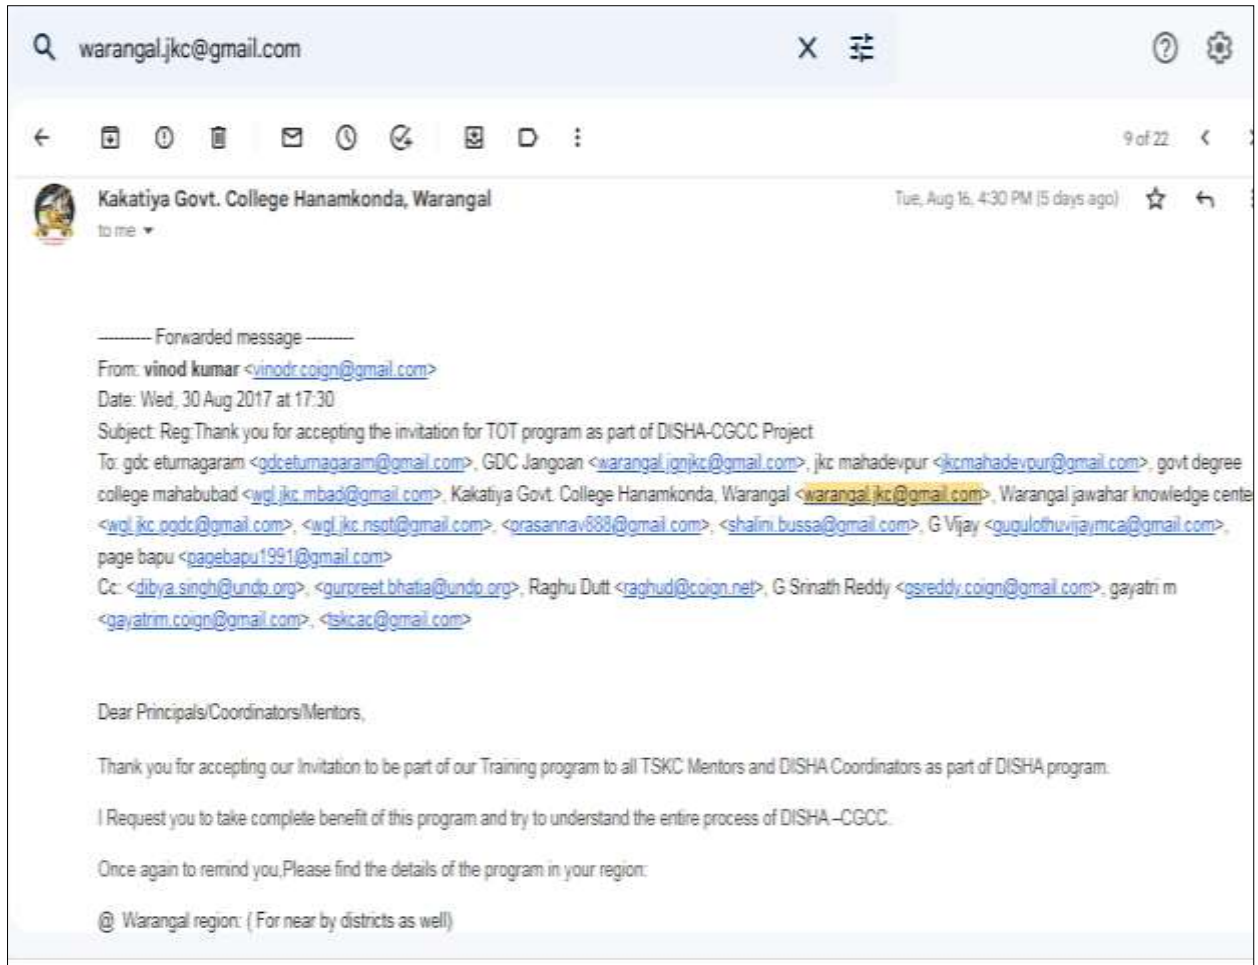 warangal.jkc@gmail.com
9 of 22
Kakatiya Govt. College Hanamkonda, Warangal
Tue, Aug 16, 4:30 PM (5 days ago)
to me
---------- Forwarded message ---------
From: vinod kumar <vinodr.coign@gmail.com>
Date: Wed, 30 Aug 2017 at 17:30
Subject: Reg:Thank you for accepting the invitation for TOT program as part of DISHA-CGCC Project
To: gdc eturnagaram <gdceturnagaram@gmail.com>, GDC Jangoan <warangal.jgnjkc@gmail.com>, jkc mahadevpur <jkcmahadevpur@gmail.com>, govt degree
college mahabubad <wgl.jkc.mbad@gmail.com>, Kakatiya Govt. College Hanamkonda, Warangal <warangal.jkc@gmail.com>, Warangal jawahar knowledge cente
<wgl.jkc.pgdc@gmail.com>, <wgl.jkc.nspt@gmail.com>, <prasannav888@gmail.com>, <shalini.bussa@gmail.com>, G Vijay <gugulothuvijaymca@gmail.com>,
page bapu <pagebapu1991@gmail.com>
Cc: <dibya.singh@undp.org>, <gurpreet.bhatia@undp.org>, Raghu Dutt <raghud@coign.net>, G Srinath Reddy <gsreddy.coign@gmail.com>, gayatri m
<gayatrim.coign@gmail.com>, <tskcac@gmail.com>
Dear Principals/Coordinators/Mentors,
Thank you for accepting our Invitation to be part of our Training program to all TSKC Mentors and DISHA Coordinators as part of DISHA program.
I Request you to take complete benefit of this program and try to understand the entire process of DISHA –CGCC.
Once again to remind you,Please find the details of the program in your region:
@ Warangal region: ( For near by districts as well)